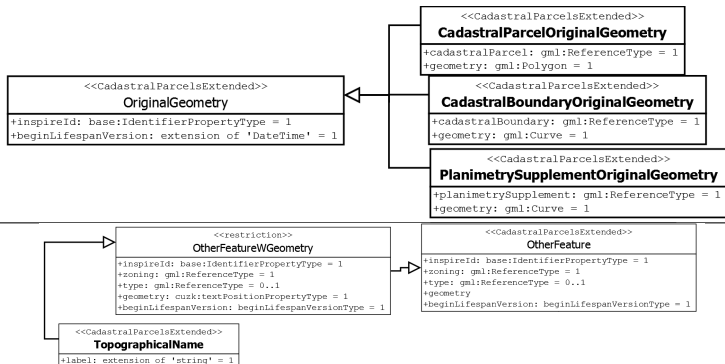 <<CadastralParcelsExtended>>
OriginalGeometry
+inspireId: base:IdentifierPropertyType = 1
+beginLifespanVersion: extension of 'DateTime' = 1
<<CadastralParcelsExtended>>
CadastralParcelOriginalGeometry
+cadastralParcel: gml:ReferenceType = 1
+geometry: gml:Polygon = 1
<<CadastralParcelsExtended>>
CadastralBoundaryOriginalGeometry
+cadastralBoundary: gml:ReferenceType = 1
+geometry: gml:Curve = 1
<<CadastralParcelsExtended>>
PlanimetrySupplementOriginalGeometry
+planimetrySupplement: gml:ReferenceType = 1
+geometry: gml:Curve = 1
<<restriction>>
OtherFeatureWGeometry
+inspireId: base:IdentifierPropertyType = 1
+zoning: gml:ReferenceType = 1
+type: gml:ReferenceType = 0..1
+geometry: cuzk:textPositionPropertyType = 1
+beginLifespanVersion: beginLifespanVersionType = 1
<<CadastralParcelsExtended>>
OtherFeature
+inspireId: base:IdentifierPropertyType = 1
+zoning: gml:ReferenceType = 1
+type: gml:ReferenceType = 0..1
+geometry
+beginLifespanVersion: beginLifespanVersionType = 1
<<CadastralParcelsExtended>>
TopographicalName
+label: extension of 'string' = 1